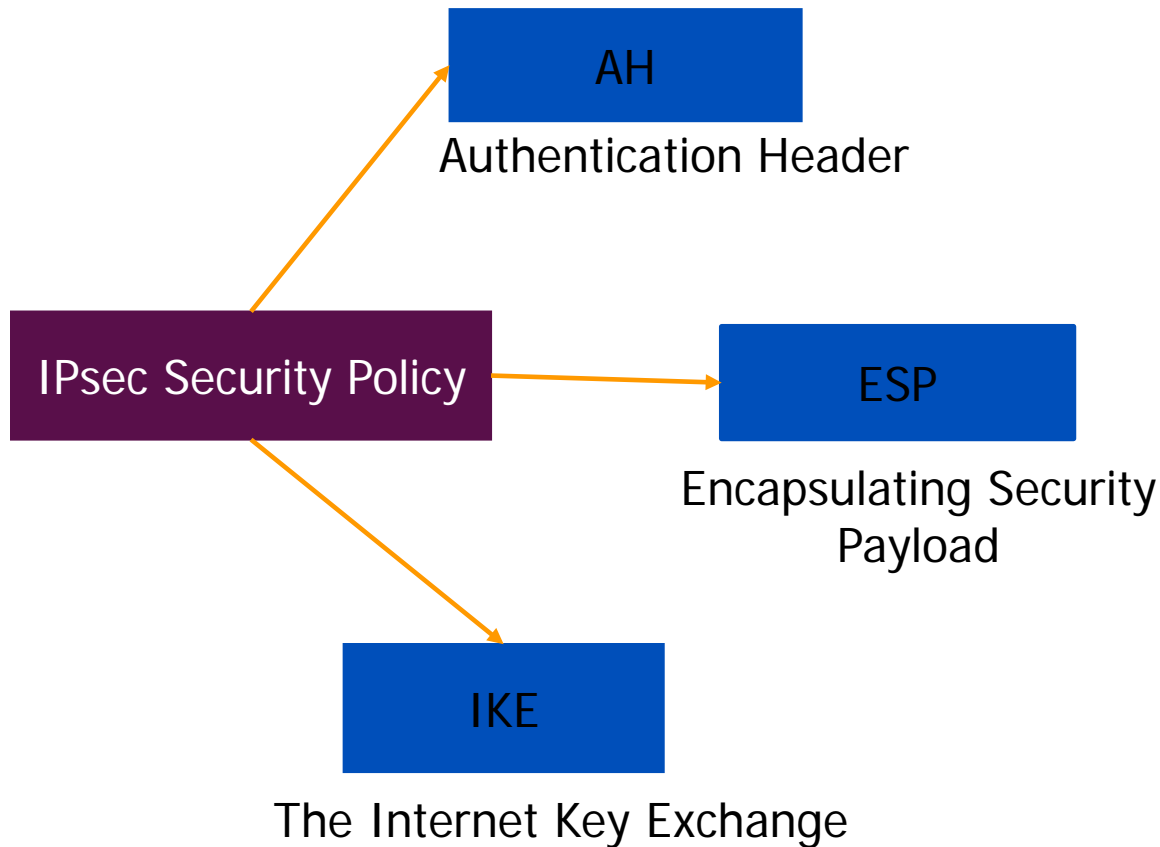 AH
Authentication Header
IPsec Security Policy
ESP
Encapsulating Security
Payload
IKE
The Internet Key Exchange